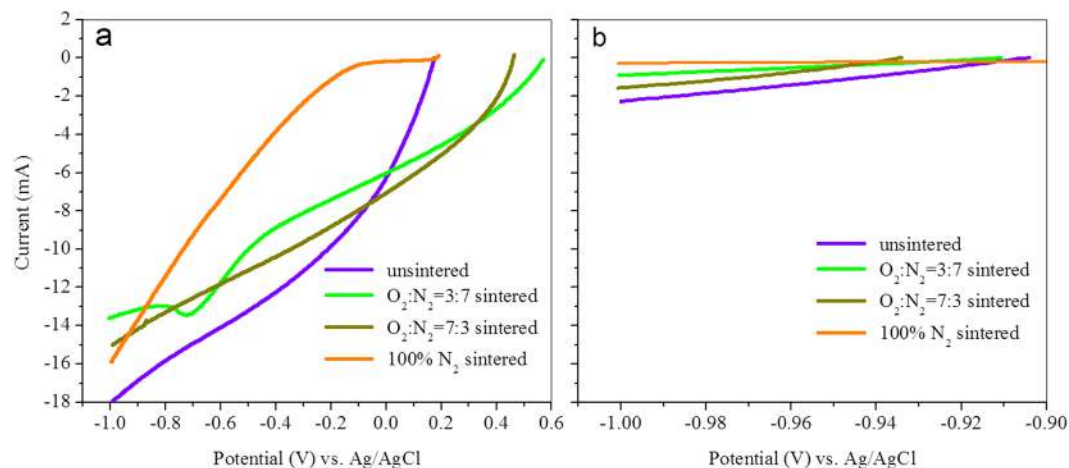 a
b
2
0
-2
-4
-6
-8
-10
-12
-14
-16
-18
Current (mA)
unsintered
O₂:N₂=3:7 sintered
O₂:N₂=7:3 sintered
100% N₂ sintered
-1.0 -0.8 -0.6 -0.4 -0.2 0.0 0.2 0.4 0.6
Potential (V) vs. Ag/AgCl
unsintered
O₂:N₂=3:7 sintered
O₂:N₂=7:3 sintered
100% N₂ sintered
-1.00 -0.98 -0.96 -0.94 -0.92 -0.90
Potential (V) vs. Ag/AgCl